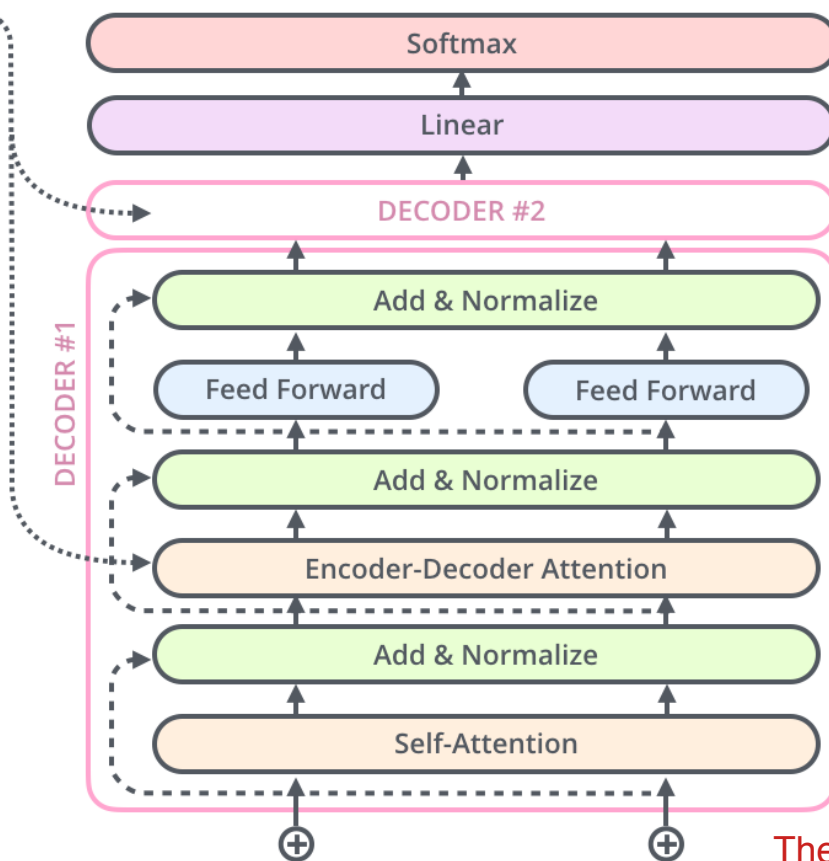 Softmax
Linear
DECODER #2
DECODER #1
Add & Normalize
Feed Forward Feed Forward
Add & Normalize
Encoder-Decoder Attention
Add & Normalize
Self-Attention
The